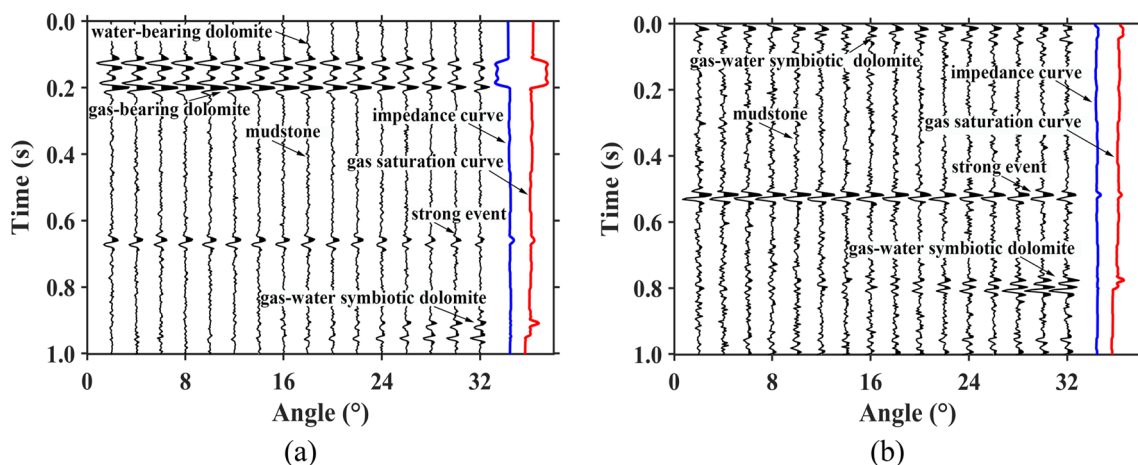 0.0
0.2
0.4
0.6
0.8
1.0
Time (s)
water-bearing dolomite
gas-bearing dolomite
impedance curve
mudstone
gas saturation curve
strong event
gas-water symbiotic dolomite
0 8 16 24 32
Angle (°)
(a)
0.0
0.2
0.4
0.6
0.8
1.0
Time (s)
gas-water symbiotic dolomite
impedance curve
mudstone
gas saturation curve
strong event
gas-water symbiotic dolomite
0 8 16 24 32
Angle (°)
(b)